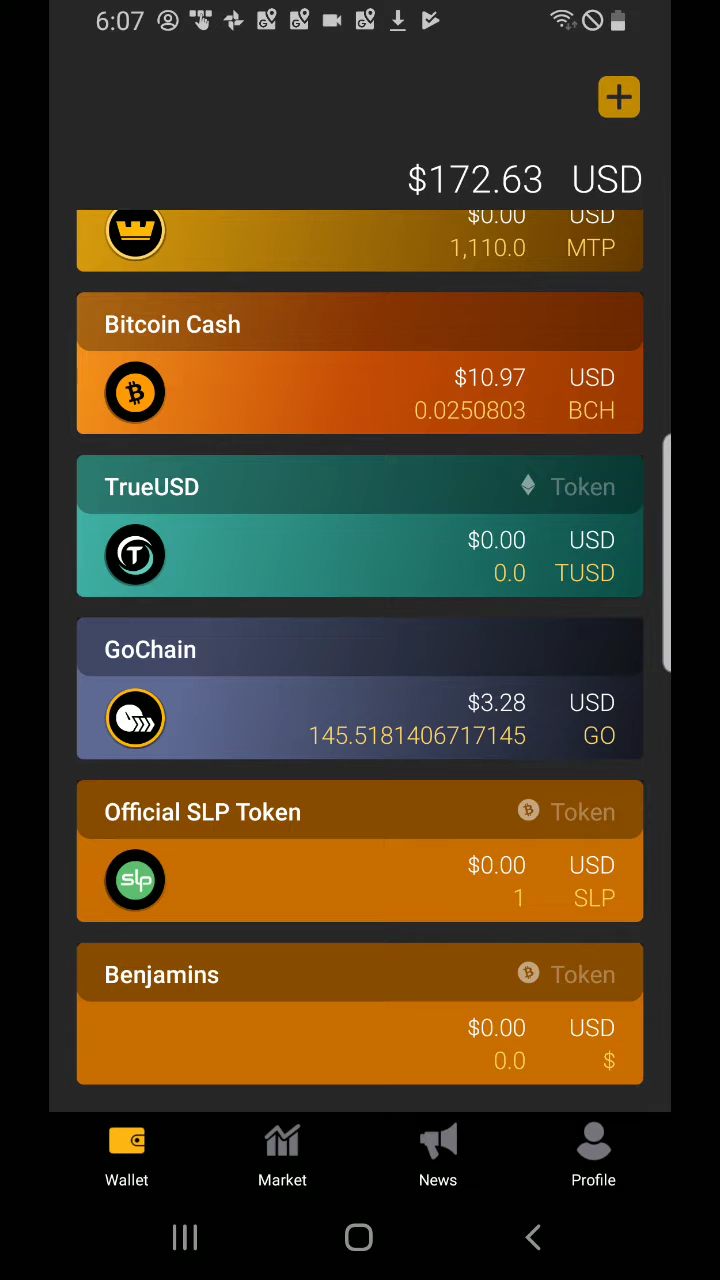 6:07
$172.63 USD
$0.00 USD
1,110.0 MTP
Bitcoin Cash
$10.97 USD
0.0250803 BCH
TrueUSD Token
$0.00 USD
0.0 TUSD
GoChain
$3.28 USD
145.5181406717145 GO
Official SLP Token Token
slp $0.00 USD
1 SLP
Benjamins Token
$0.00 USD
0.0 $
Wallet Market News Profile